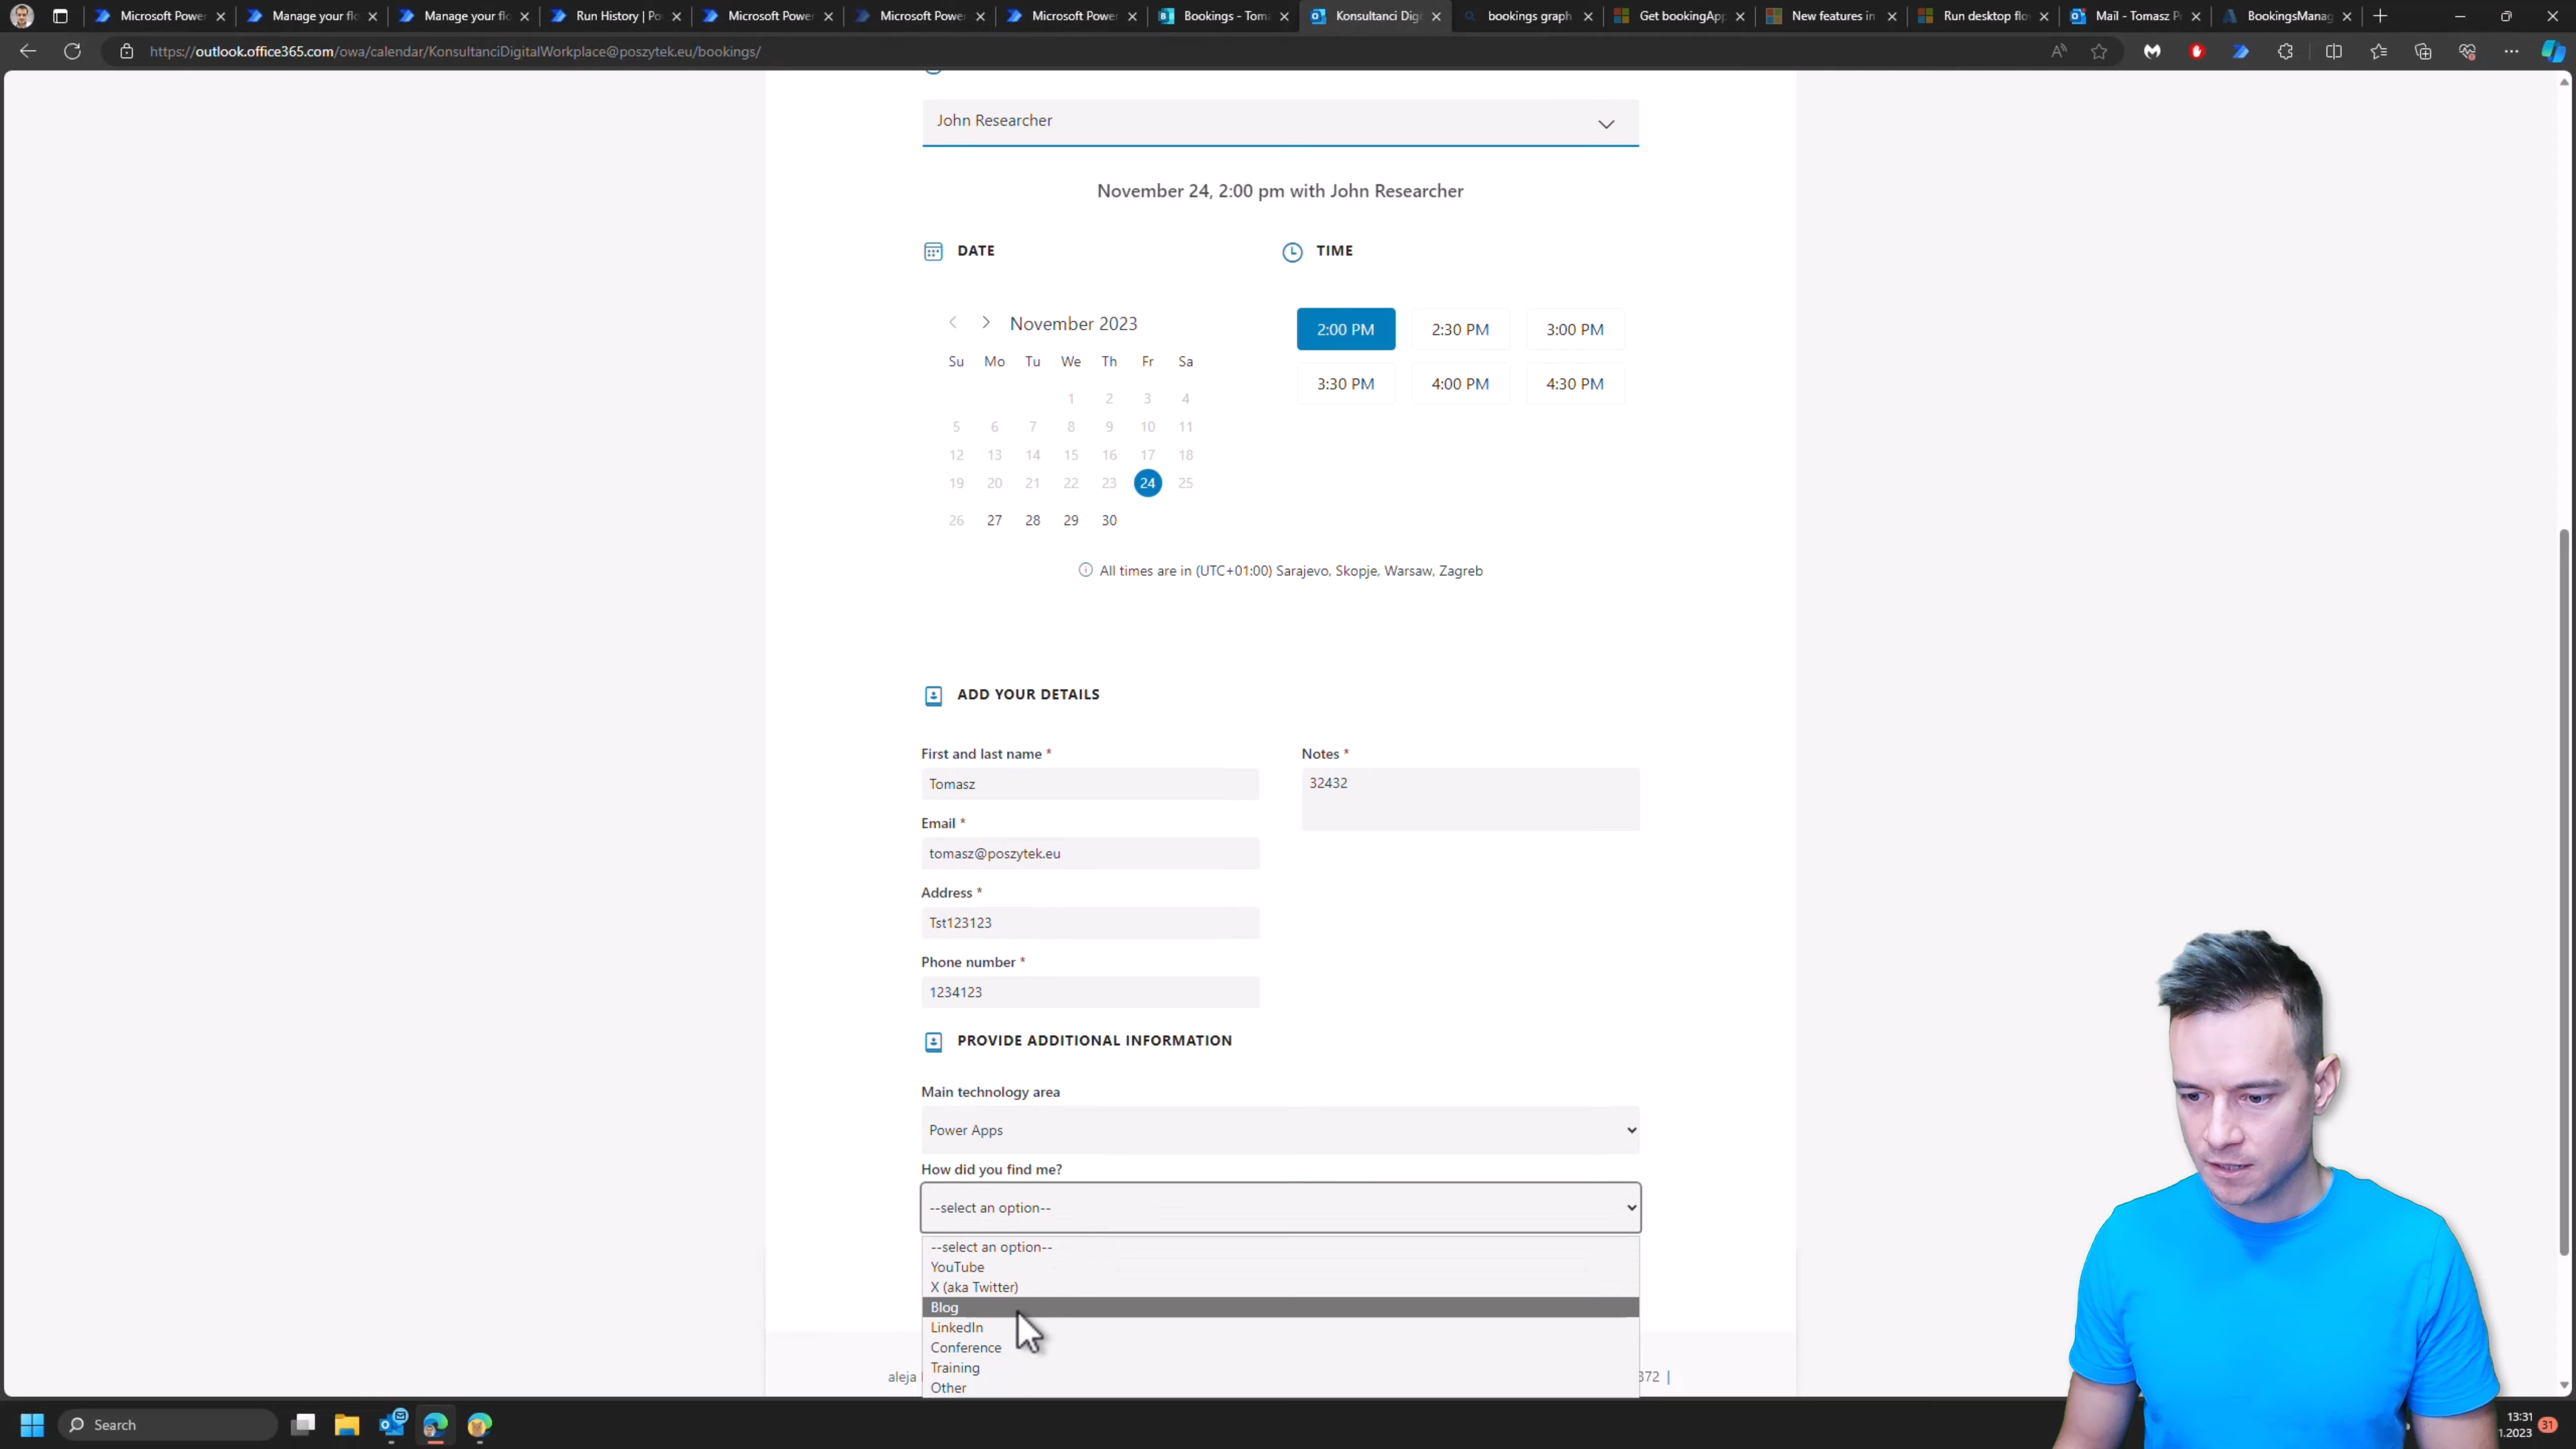 Microsoft Power
Manage your flo
Manage your flo
Run History | Po
Microsoft Power
Microsoft Power
Microsoft Power
Bookings - Toma
Konsultanci Digi
bookings graph
Get bookingApp
New features in
Run desktop flo
Mail - Tomasz P
BookingsManag
https://outlook.office365.com/owa/calendar/KonsultanciDigitalWorkplace@poszytek.eu/bookings/
John Researcher
November 24, 2:00 pm with John Researcher
DATE
TIME
November 2023
Su Mo Tu We Th Fr Sa
1 2 3 4
5 6 7 8 9 10 11
12 13 14 15 16 17 18
19 20 21 22 23 24 25
26 27 28 29 30
2:00 PM 2:30 PM 3:00 PM
3:30 PM 4:00 PM 4:30 PM
All times are in (UTC+01:00) Sarajevo, Skopje, Warsaw, Zagreb
ADD YOUR DETAILS
First and last name *
Tomasz
Email *
tomasz@poszytek.eu
Address *
Tst123123
Phone number *
1234123
Notes *
32432
PROVIDE ADDITIONAL INFORMATION
Main technology area
Power Apps
How did you find me?
--select an option--
--select an option--
YouTube
X (aka Twitter)
Blog
LinkedIn
Conference
Training
Other
aleja
372 |
Search
13:31
1.2023
31